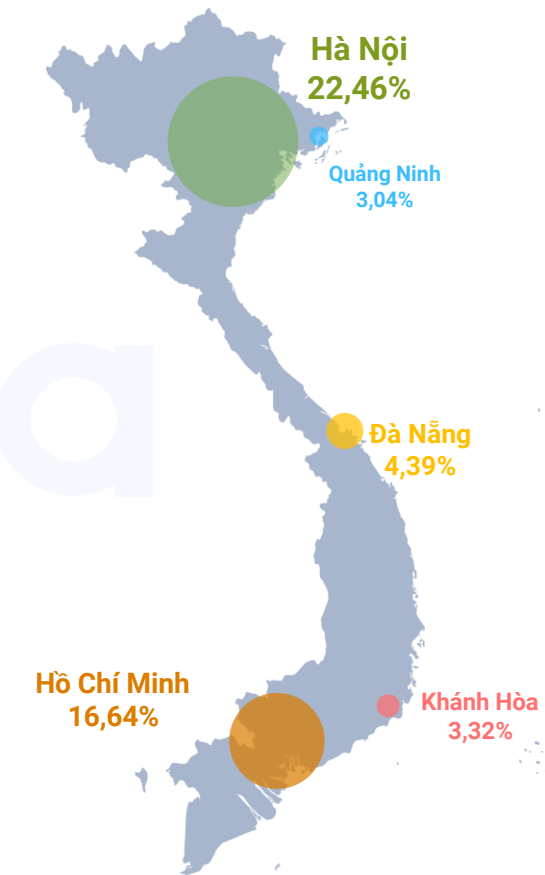 Hà Nội
22,46%
Quảng Ninh
3,04%
Đà Nẵng
4,39%
Hồ Chí Minh
16,64%
Khánh Hòa
3,32%